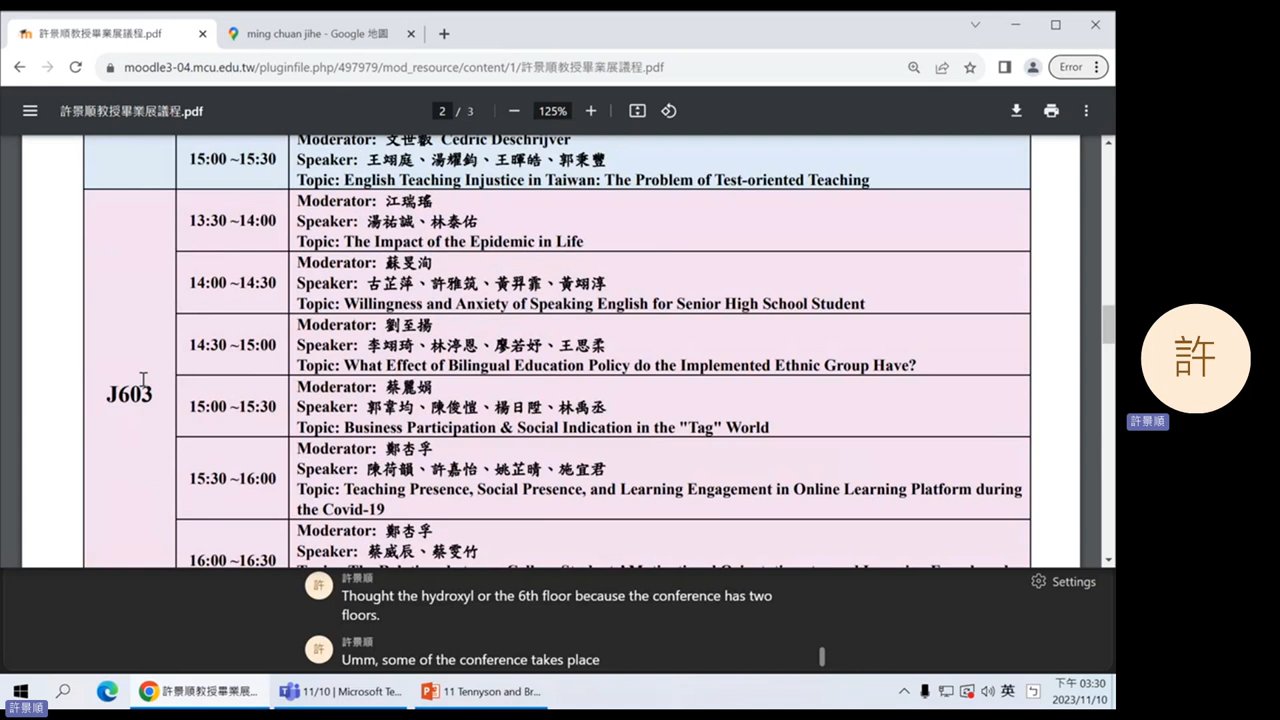 許景順教授畢業展議程.pdf
ming chuan jihe - Google 地圖
moodle3-04.mcu.edu.tw/pluginfile.php/497979/mod_resource/content/1/許景順教授畢業展議程.pdf
Error
許景順教授畢業展議程.pdf
2 / 3
125%
Moderator: 文世叡 Cedric Deschrijver
15:00 ~15:30
Speaker: 王翊庭、湯耀鈞、王暉皓、郭秉豐
Topic: English Teaching Injustice in Taiwan: The Problem of Test-oriented Teaching
J603
13:30 ~14:00
Moderator: 江瑞瑤
Speaker: 湯祐誠、林泰佑
Topic: The Impact of the Epidemic in Life
14:00 ~14:30
Moderator: 蘇旻洵
Speaker: 古芷萍、許雅筑、黃羿霏、黃翊淳
Topic: Willingness and Anxiety of Speaking English for Senior High School Student
14:30 ~15:00
Moderator: 劉至揚
Speaker: 李翊琦、林渟恩、廖若妤、王思柔
Topic: What Effect of Bilingual Education Policy do the Implemented Ethnic Group Have?
15:00 ~15:30
Moderator: 蔡麗娟
Speaker: 郭韋均、陳俊愷、楊日陞、林禹丞
Topic: Business Participation & Social Indication in the "Tag" World
15:30 ~16:00
Moderator: 鄭杏孚
Speaker: 陳荷韻、許嘉怡、姚芷晴、施宜君
Topic: Teaching Presence, Social Presence, and Learning Engagement in Online Learning Platform during
the Covid-19
16:00 ~16:30
Moderator: 鄭杏孚
Speaker: 蔡威辰、蔡雯竹
許
許景順
許
許景順
Thought the hydroxyl or the 6th floor because the conference has two
floors.
許
許景順
Umm, some of the conference takes place
Settings
許景順教授畢業展...
11/10 | Microsoft Te...
11 Tennyson and Br...
英
下午 03:30
2023/11/10
許景順